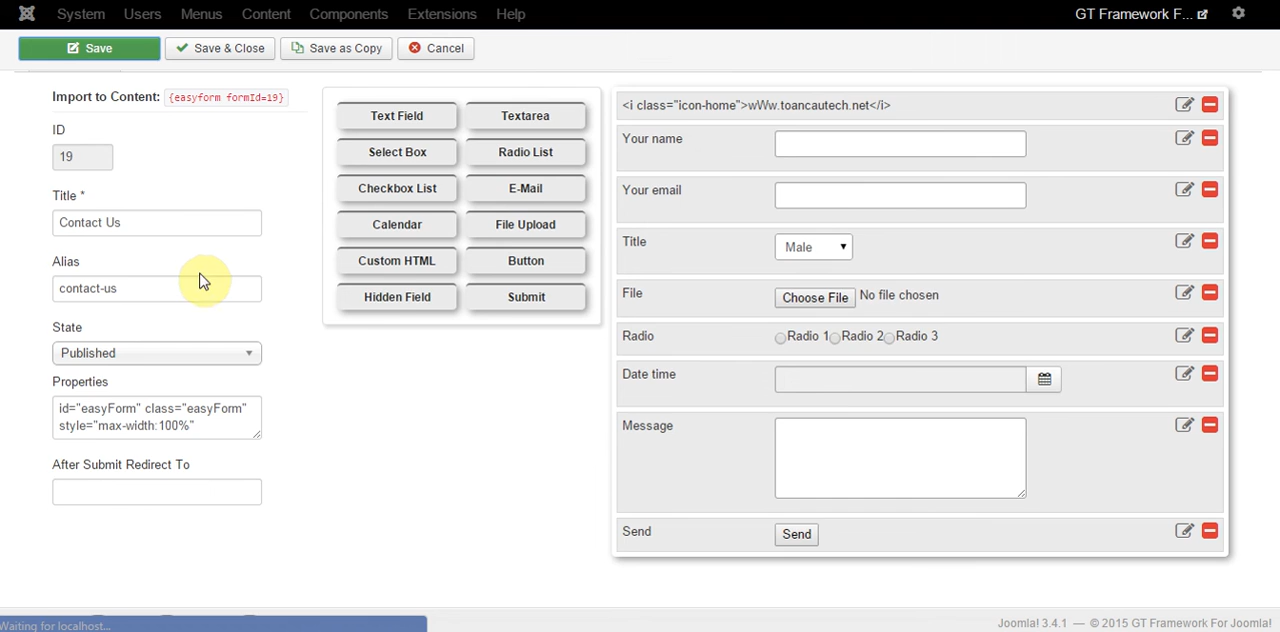 System Users Menus Content Components Extensions Help GT Framework F...
Save Save & Close Save as Copy Cancel
Import to Content: {easyform formId=19}
ID
19
Title *
Contact Us
Alias
contact-us
State
Published
Properties
id="easyForm" class="easyForm"
style="max-width:100%"
After Submit Redirect To
Text Field Textarea
Select Box Radio List
Checkbox List E-Mail
Calendar File Upload
Custom HTML Button
Hidden Field Submit
<i class="icon-home">wWw.toancautech.net</i>
Your name
Your email
Title Male
File Choose File No file chosen
Radio Radio 1 Radio 2 Radio 3
Date time
Message
Send Send
Waiting for localhost...
Joomla! 3.4.1 — © 2015 GT Framework For Joomla!